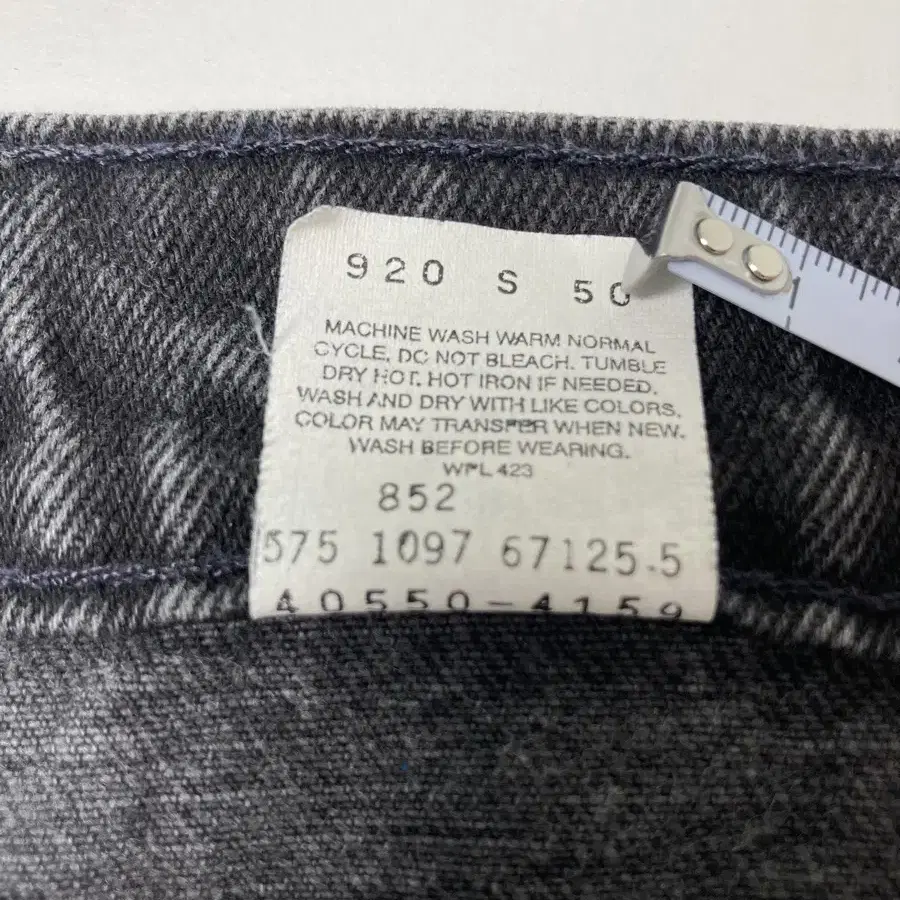 920 S 50
MACHINE WASH WARM NORMAL
CYCLE. DO NOT BLEACH. TUMBLE
DRY HOT. HOT IRON IF NEEDED.
WASH AND DRY WITH LIKE COLORS.
COLOR MAY TRANSFER WHEN NEW.
WASH BEFORE WEARING.
WPL 423
852
575 1097 67125.5
40550-4159